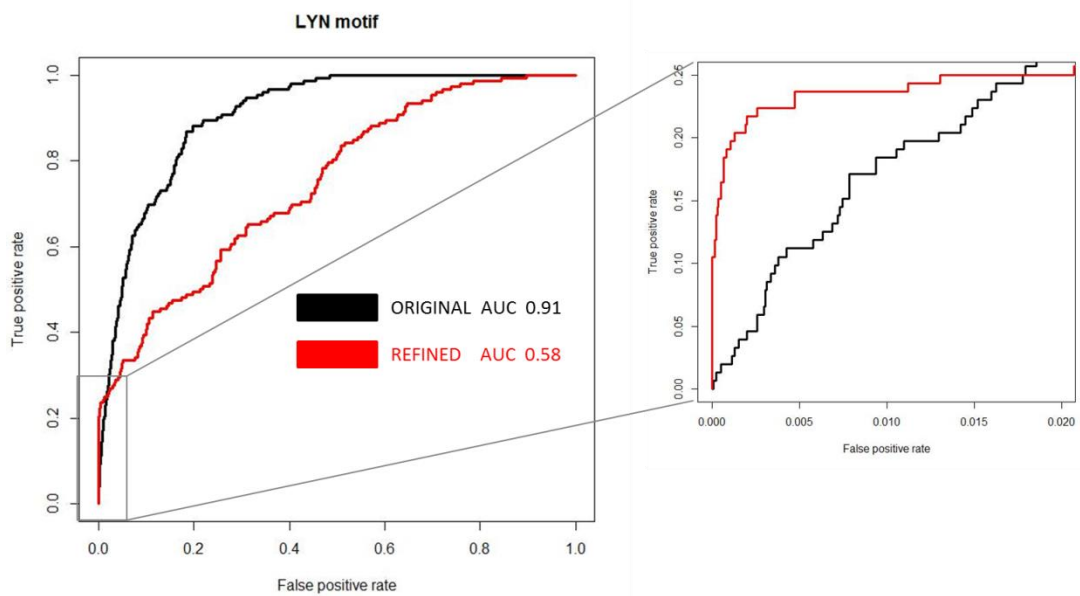 LYN motif
True positive rate
1.0
0.8
0.6
0.4
0.2
0.0
ORIGINAL AUC 0.91
REFINED AUC 0.58
0.0 0.2 0.4 0.6 0.8 1.0
False positive rate
True positive rate
0.26
0.20
0.15
0.10
0.05
0.00
0.000 0.005 0.010 0.015 0.020
False positive rate